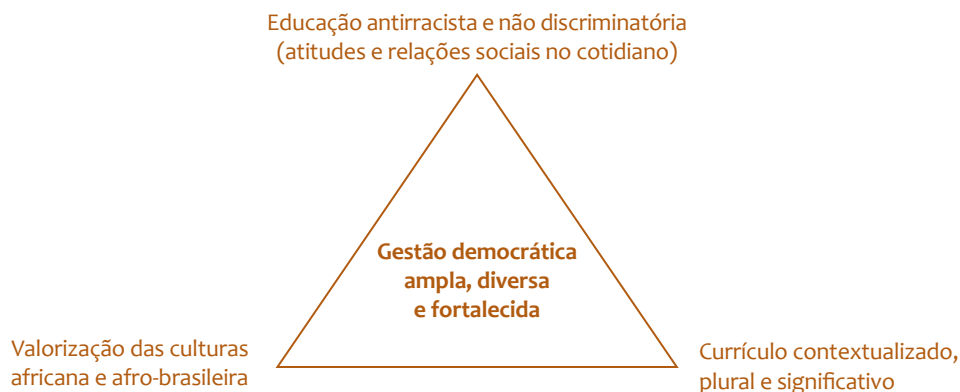 Educação antirracista e não discriminatória
(atitudes e relações sociais no cotidiano)
Gestão democrática
ampla, diversa
e fortalecida
Valorização das culturas
africana e afro-brasileira
Currículo contextualizado,
plural e significativo